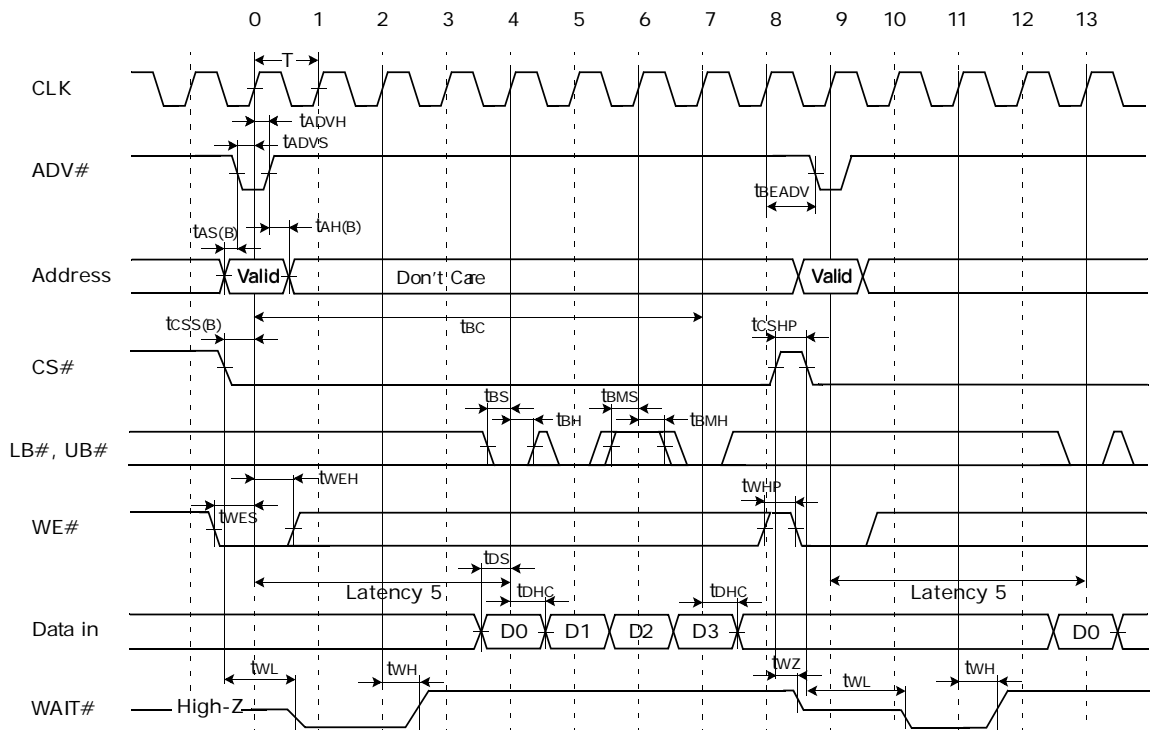 0 1 2 3 4 5 6 7 8 9 10 11 12 13
T
CLK
tADVH
tADVS
ADV#
tBEADV
tAS(B) tAH(B)
Address Valid Don't Care Valid
tCSS(B) tBC tCSHP
CS#
tBS tBMS
tBH tBMH
LB#, UB#
tWEH tWHP
tWES
WE#
tDS
Latency 5 tDHC tDHC Latency 5
Data in D0 D1 D2 D3 D0
tWL tWH tWZ tWL tWH
WAIT# High-Z